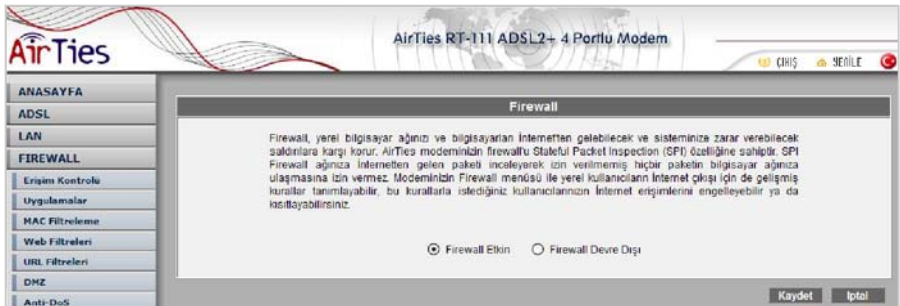 AirTies
AirTies RT-111 ADSL2+ 4 Portlu Modem
ÇIKIŞ YENİLE
ANASAYFA
ADSL
LAN
FIREWALL
Erişim Kontrolü
Uygulamalar
MAC Filtreleme
Web Filtreleri
URL Filtreleri
DMZ
Anti-DoS
Firewall
Firewall, yerel bilgisayar ağınızı ve bilgisayarları İnternet'ten gelebilecek ve sisteminize zarar verebilecek
saldırılara karşı korur. AirTies modeminizin firewall'u Stateful Packet Inspection (SPI) özelliğine sahiptir. SPI
Firewall ağınıza İnternetten gelen paketi inceleyerek izin verilmemiş hiçbir paketin bilgisayar ağınıza
ulaşmasına izin vermez. Modeminizin Firewall menüsü ile yerel kullanıcıların İnternet çıkışı için de gelişmiş
kurallar tanımlayabilir, bu kurallarla istediğiniz kullanıcılarınızın İnternet erişimlerini engelleyebilir ya da
kısıtlayabilirsiniz.
Firewall Etkin Firewall Devre Dışı
Kaydet İptal